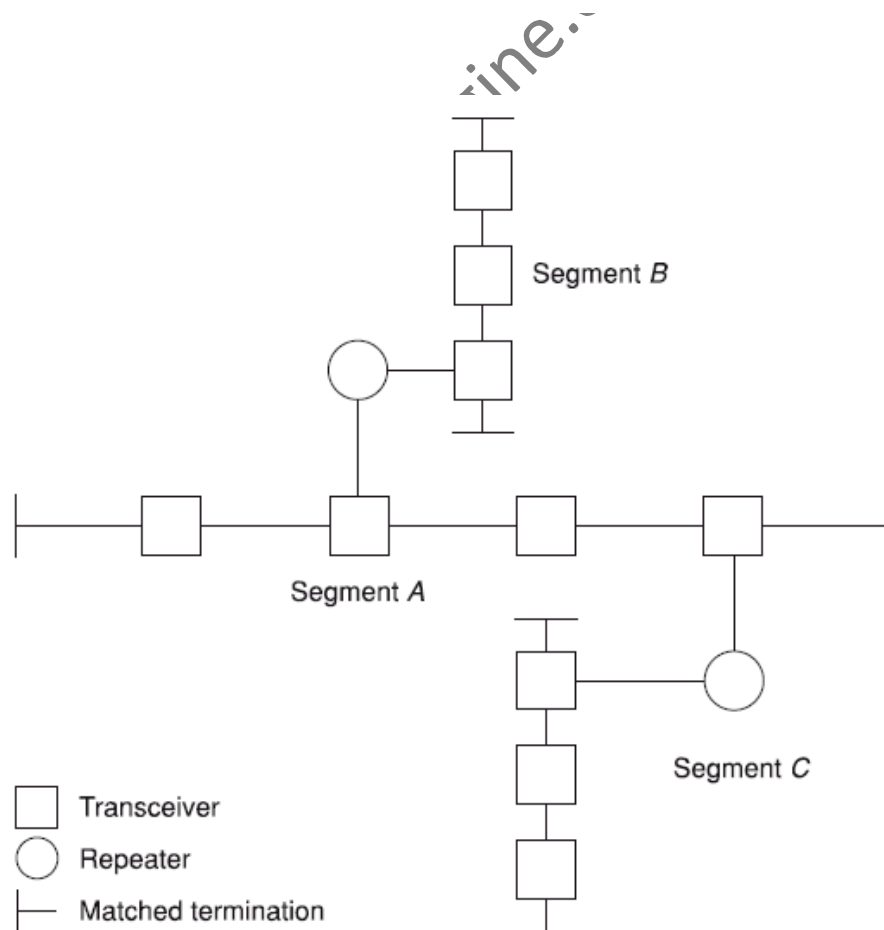 Segment B
Segment A
Segment C
Transceiver
Repeater
Matched termination